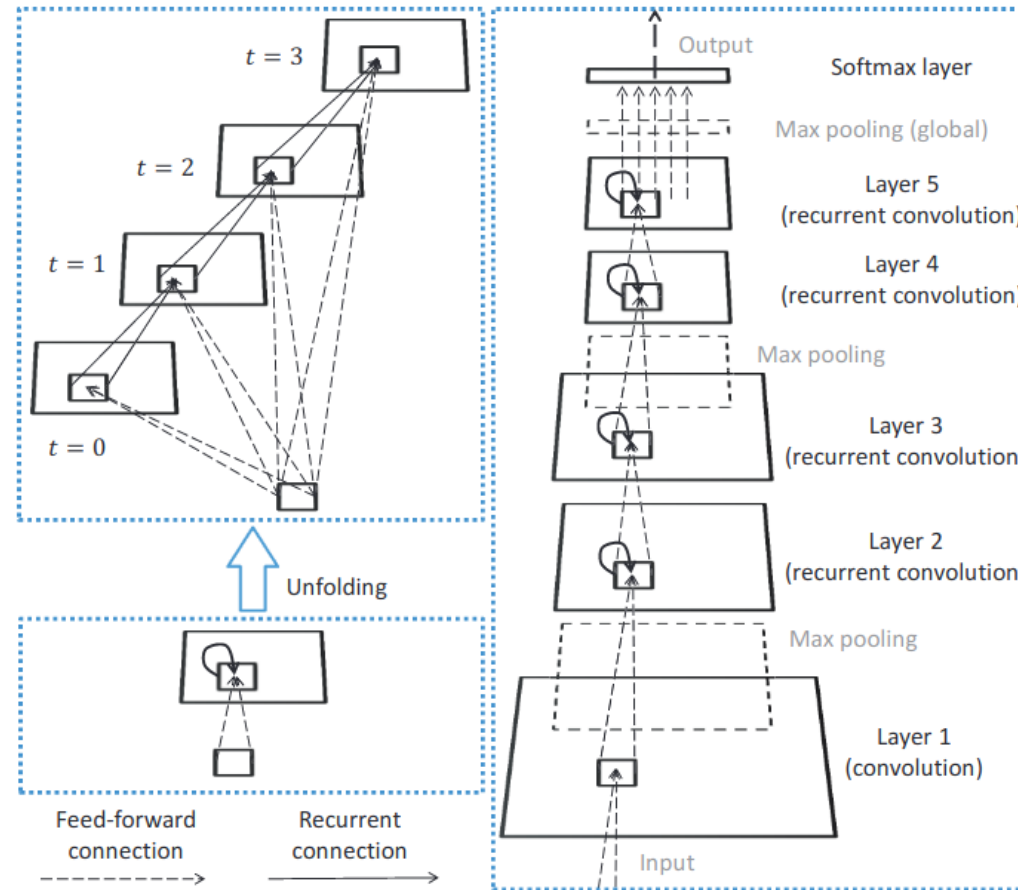 t = 3
t = 2
t = 1
t = 0
Unfolding
Feed-forward
connection
Recurrent
connection
Output
Softmax layer
Max pooling (global)
Layer 5
(recurrent convolution)
Layer 4
(recurrent convolution)
Max pooling
Layer 3
(recurrent convolution
Layer 2
(recurrent convolution
Max pooling
Layer 1
(convolution)
Input